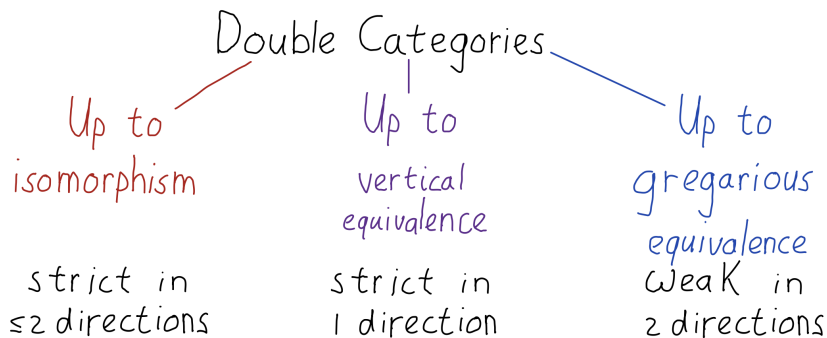 Double Categories
Up to
isomorphism
strict in
≤2 directions
Up to
vertical
equivalence
strict in
1 direction
Up to
gregarious
equivalence
weak in
2 directions